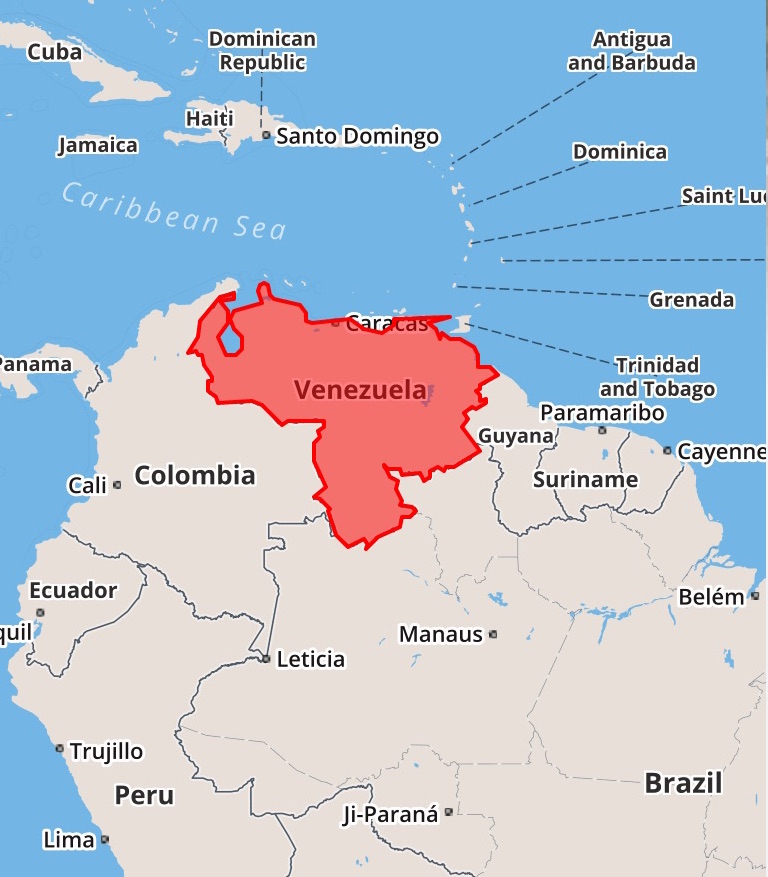 Cuba
Dominican
Republic
Antigua
and Barbuda
Haiti
Santo Domingo
Jamaica
Dominica
Caribbean Sea
Saint Luc
Grenada
Caracas
Panama
Trinidad
and Tobago
Venezuela
Paramaribo
Guyana
Cayenne
Colombia
Cali
Suriname
Ecuador
Belém
quil
Manaus
Leticia
Trujillo
Peru
Brazil
Ji-Paraná
Lima